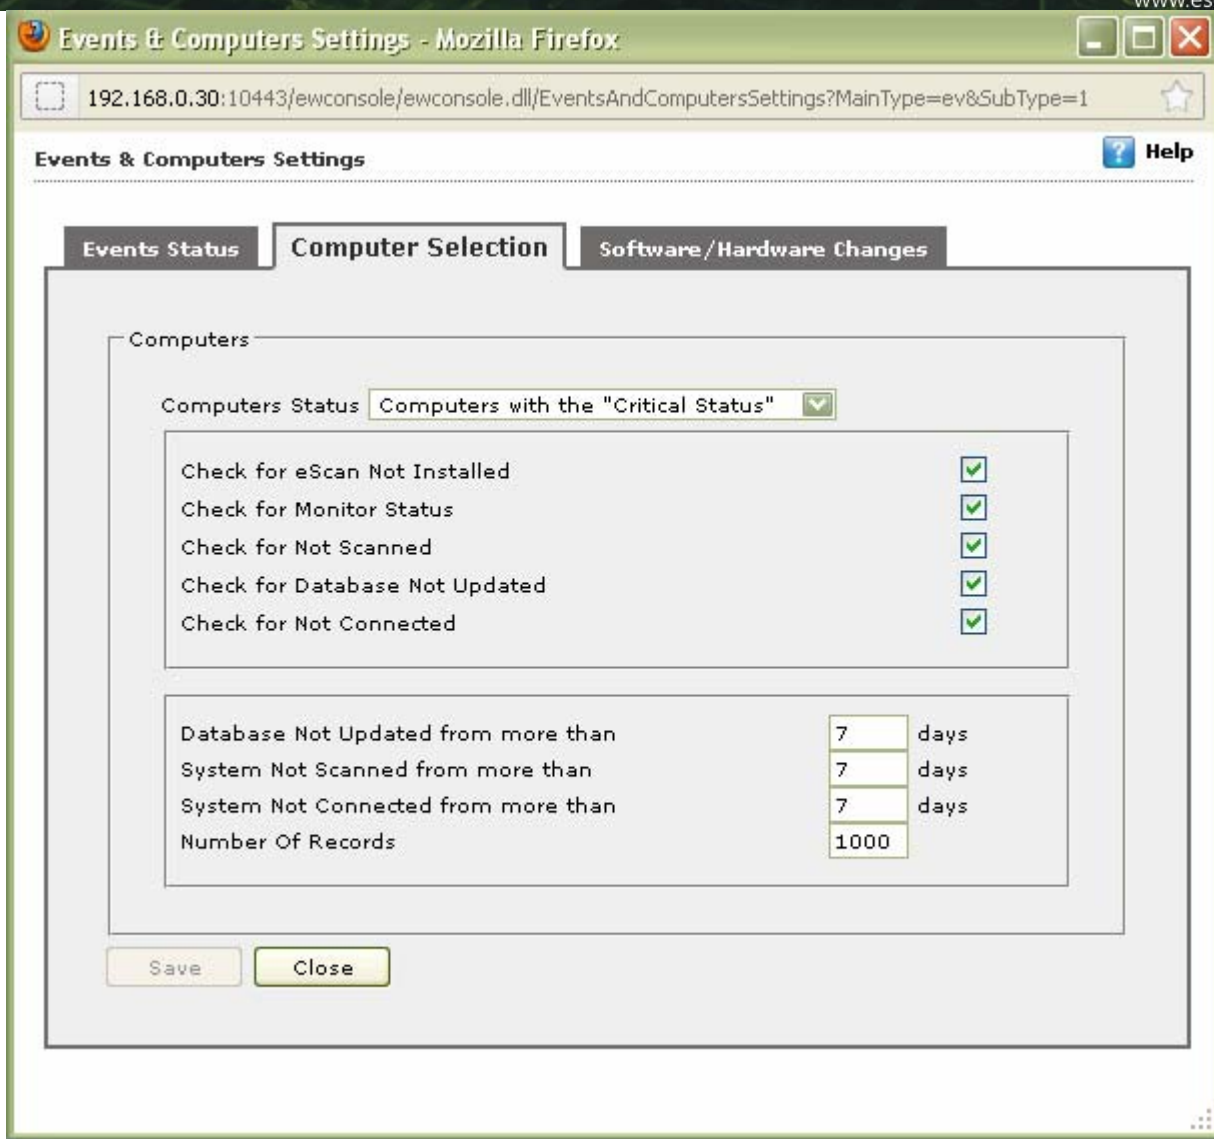 www.es
Events & Computers Settings - Mozilla Firefox
192.168.0.30:10443/ewconsole/ewconsole.dll/EventsAndComputersSettings?MainType=ev&SubType=1
Events & Computers Settings
? Help
Events Status Computer Selection Software/Hardware Changes
Computers
Computers Status Computers with the "Critical Status"
Check for eScan Not Installed
Check for Monitor Status
Check for Not Scanned
Check for Database Not Updated
Check for Not Connected
Database Not Updated from more than 7 days
System Not Scanned from more than 7 days
System Not Connected from more than 7 days
Number Of Records 1000
Save Close